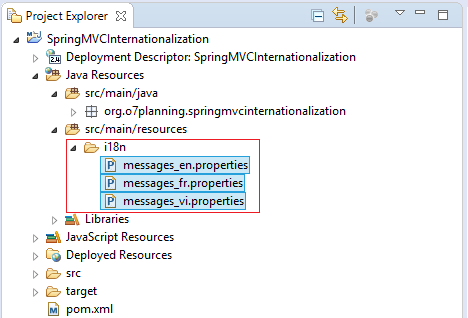 Project Explorer
SpringMVCInternationalization
Deployment Descriptor: SpringMVCInternationalization
Java Resources
src/main/java
org.o7planning.springmvcinternationalization
src/main/resources
i18n
messages_en.properties
messages_fr.properties
messages_vi.properties
Libraries
JavaScript Resources
Deployed Resources
src
target
pom.xml